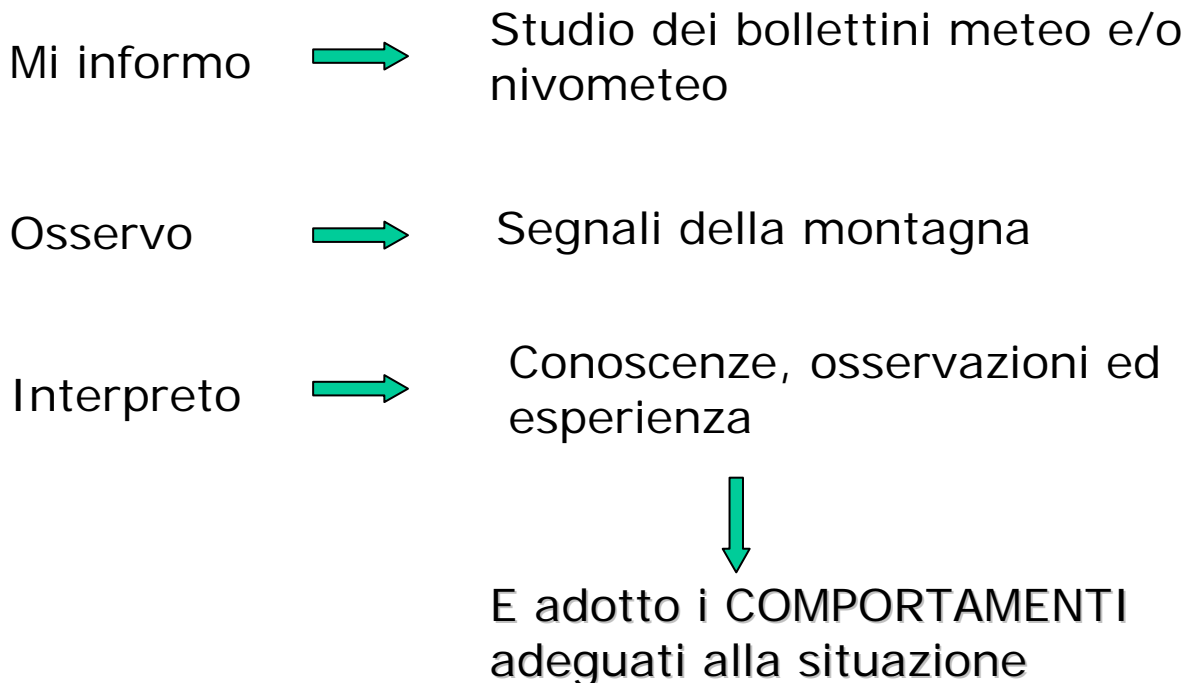 Mi informo
Studio dei bollettini meteo e/o
nivometeo
Osservo
Segnali della montagna
Interpreto
Conoscenze, osservazioni ed
esperienza
E adotto i COMPORTAMENTI
adeguati alla situazione